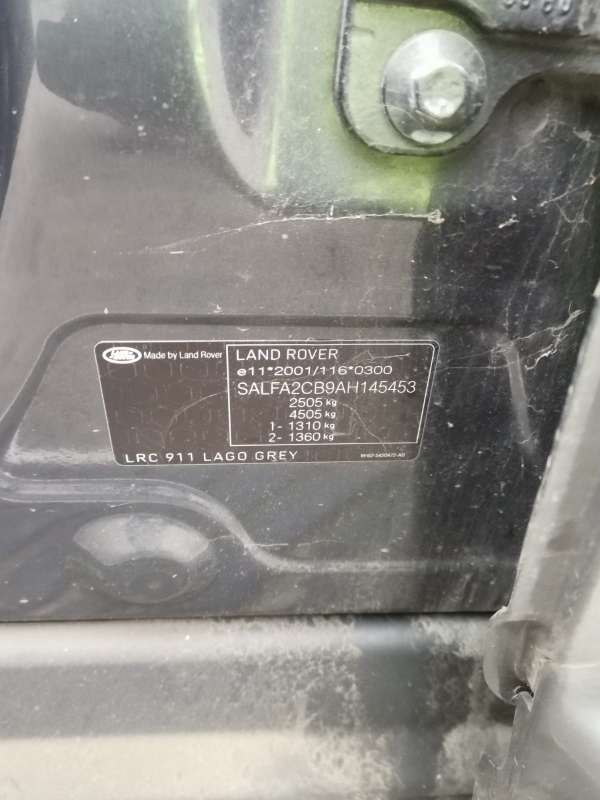 Made by Land Rover
LAND ROVER
e11*2001/116*0300
SALFA2CB9AH145453
2505 kg
4505 kg
1- 1310 kg
2- 1360 kg
LRC 911 LAGO GREY